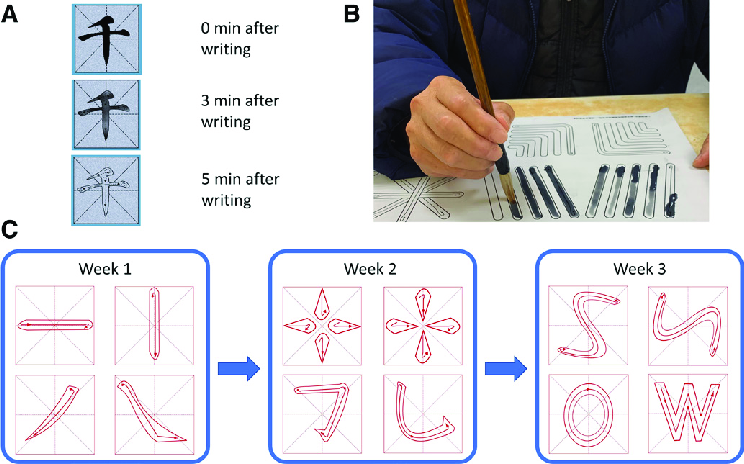 A
千
0 min after
writing
千
3 min after
writing
千
5 min after
writing
B
C
Week 1
Week 2
Week 3